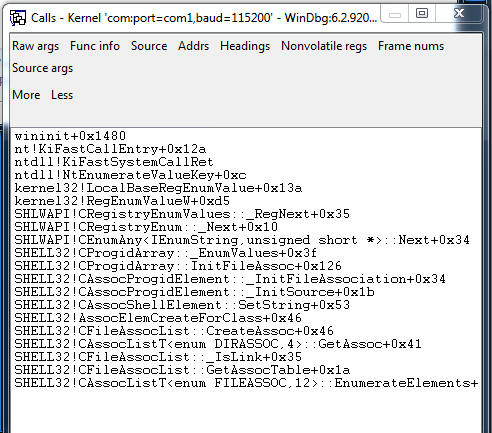 Calls - Kernel 'com:port=com1,baud=115200' - WinDbg:6.2.920...
Raw args Func info Source Addrs Headings Nonvolatile regs Frame nums
Source args
More Less
wininit+0x1480
nt!KiFastCallEntry+0x12a
ntdll!KiFastSystemCallRet
ntdll!NtEnumerateValueKey+0xc
kernel32!LocalBaseRegEnumValue+0x13a
kernel32!RegEnumValueW+0xd5
SHLWAPI!CRegistryEnumValues::_RegNext+0x35
SHLWAPI!CRegistryEnum::_Next+0x10
SHLWAPI!CEnumAny<IEnumString,unsigned short *>::Next+0x34
SHELL32!CProgidArray::_EnumValues+0x3f
SHELL32!CProgidArray::InitFileAssoc+0x126
SHELL32!CAssocProgidElement::_InitFileAssociation+0x34
SHELL32!CAssocProgidElement::_InitSource+0x1b
SHELL32!CAssocShellElement::SetString+0x53
SHELL32!AssocElemCreateForClass+0x46
SHELL32!CFileAssocList::CreateAssoc+0x46
SHELL32!CAssocListT<enum DIRASSOC,4>::GetAssoc+0x41
SHELL32!CFileAssocList::_IsLink+0x35
SHELL32!CFileAssocList::GetAssocTable+0x1a
SHELL32!CAssocListT<enum FILEASSOC,12>::EnumerateElements+